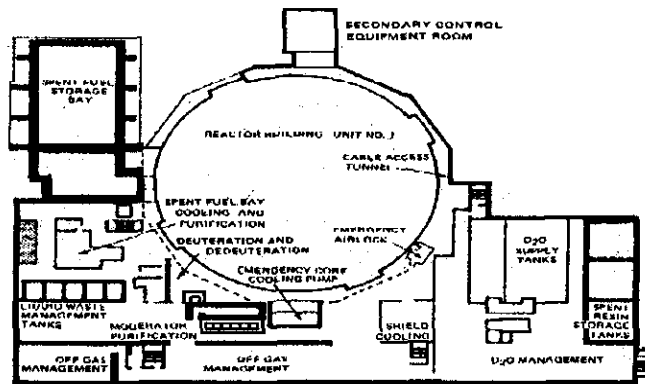 SECONDARY CONTROL
EQUIPMENT ROOM
SPENT FUEL
STORAGE
BAY
REACTOR BUILDING UNIT NO.
CABLE ACCESS
TUNNEL
SPENT FUEL BAY
COOLING AND
PURIFICATION
EMERGENCY
AIRLOCK
DEUTERATION AND
DEDEUTERATION
D2O
SUPPLY
TANKS
EMERGENCY CORE
COOLING PUMP
LIQUID WASTE
MANAGEMENT
TANKS
MODERATOR
PURIFICATION
SHIELD
COOLING
SPENT
RESIN
STORAGE
TANKS
OFF GAS
MANAGEMENT
OFF GAS MANAGEMENT
D2O MANAGEMENT